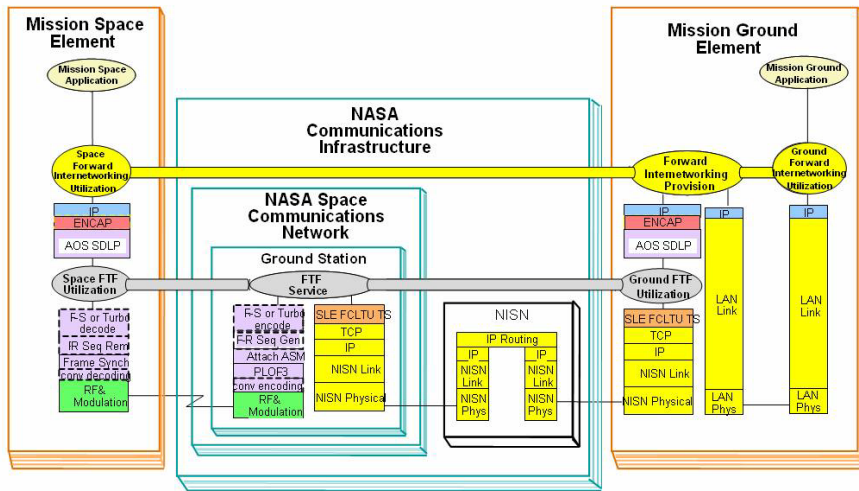 Mission Space
Element
Mission Space
Application
Space
Forward
Internetworking
Utilization
IP
ENCAP
AOS SDLP
Space FTF
Utilization
F-S or Turbo
decode
IR Seq Rem
Frame Synch
conv decoding
RF&
Modulation
NASA
Communications
Infrastructure
NASA Space
Communications
Network
Ground Station
FTF
Service
F-S or Turbo
encode
F-R Seq Gen
Attach ASM
PLOF3
conv encoding
RF&
Modulation
SLE FCLTU TS
TCP
IP
NISN Link
NISN Physical
NISN
IP Routing
IP
NISN
Link
NISN
Phys
IP
NISN
Link
NISN
Phys
Mission Ground
Element
Mission Ground
Application
Forward
Internetworking
Provision
Ground
Forward
Internetworking
Utilization
IP
ENCAP
AOS SDLP
Ground FTF
Utilization
SLE FCLTU TS
TCP
IP
NISN Link
NISN Physical
IP
LAN
Link
LAN
Phys
IP
LAN
Link
LAN
Phys